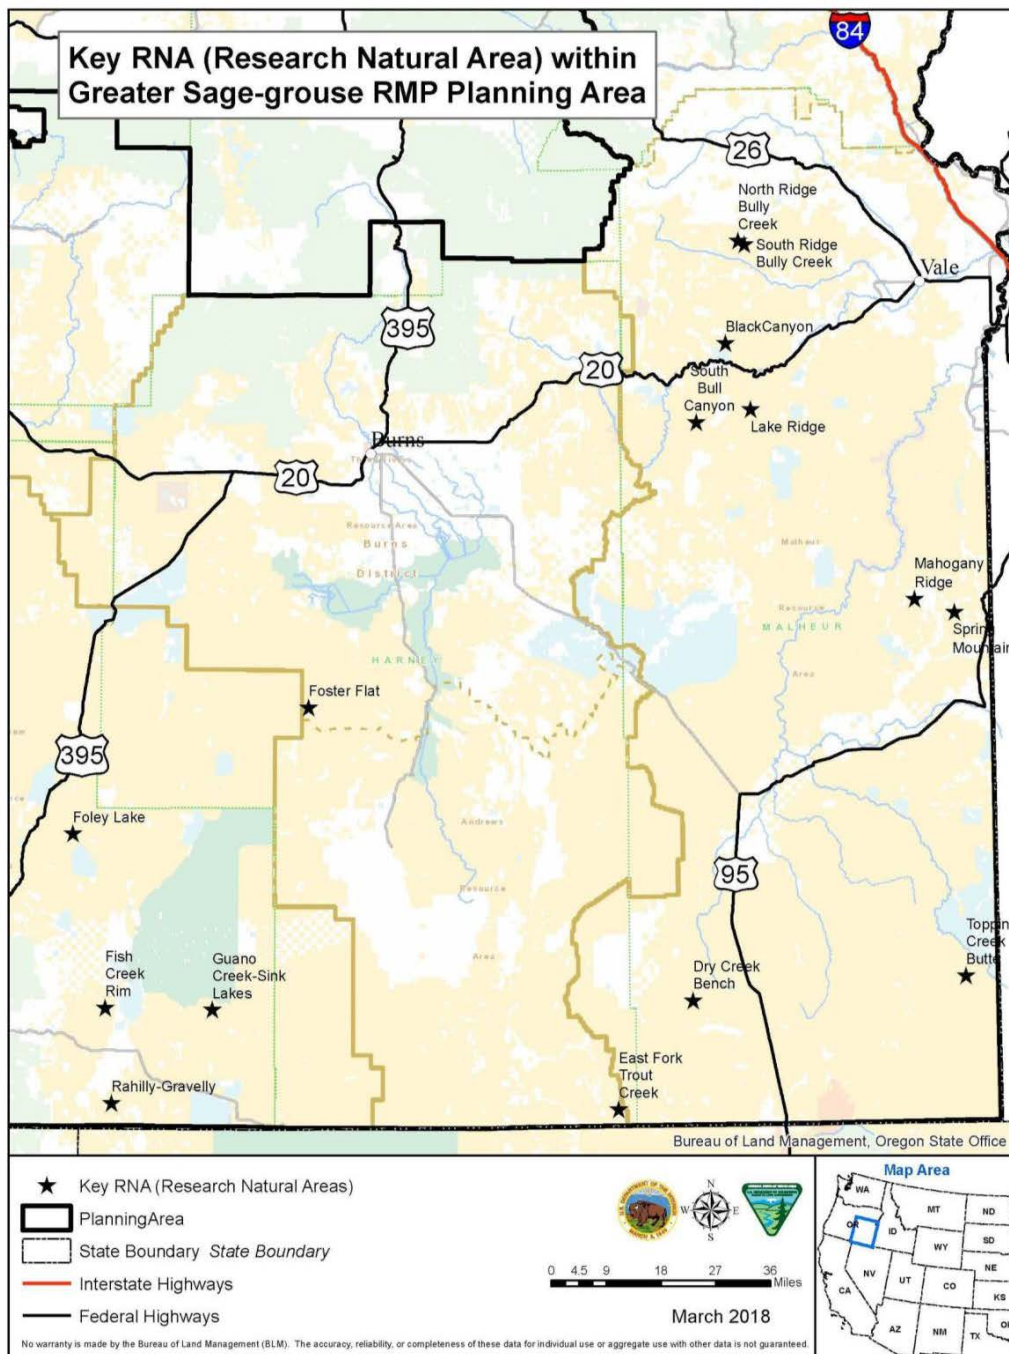 Key RNA (Research Natural Area) within
Greater Sage-grouse RMP Planning Area
84
26
North Ridge
Bully
Creek
South Ridge
Bully Creek
Vale
395
BlackCanyon
20
South
Bull
Canyon
Lake Ridge
Burns
20
Resource Area
Burns
District
Malheur
Mahogany
Ridge
Resource
MALHEUR
Spring
Mountain
HARNEY
Area
Foster Flat
395
Foley Lake
Andrews
95
Resource
Area
Fish
Creek
Rim
Guano
Creek-Sink
Lakes
Dry Creek
Bench
Toppin
Creek
Butte
East Fork
Trout
Creek
Rahilly-Gravelly
Bureau of Land Management, Oregon State Office
Key RNA (Research Natural Areas)
PlanningArea
State Boundary State Boundary
Interstate Highways
Federal Highways
N
W E
S
0 4.5 9 18 27 36
Miles
March 2018
Map Area
WA
MT
ND
OR
ID
SD
WY
NE
NV
UT
CO
CA
KS
AZ
NM
TX
No warranty is made by the Bureau of Land Management (BLM). The accuracy, reliability, or completeness of these data for individual use or aggregate use with other data is not guaranteed.